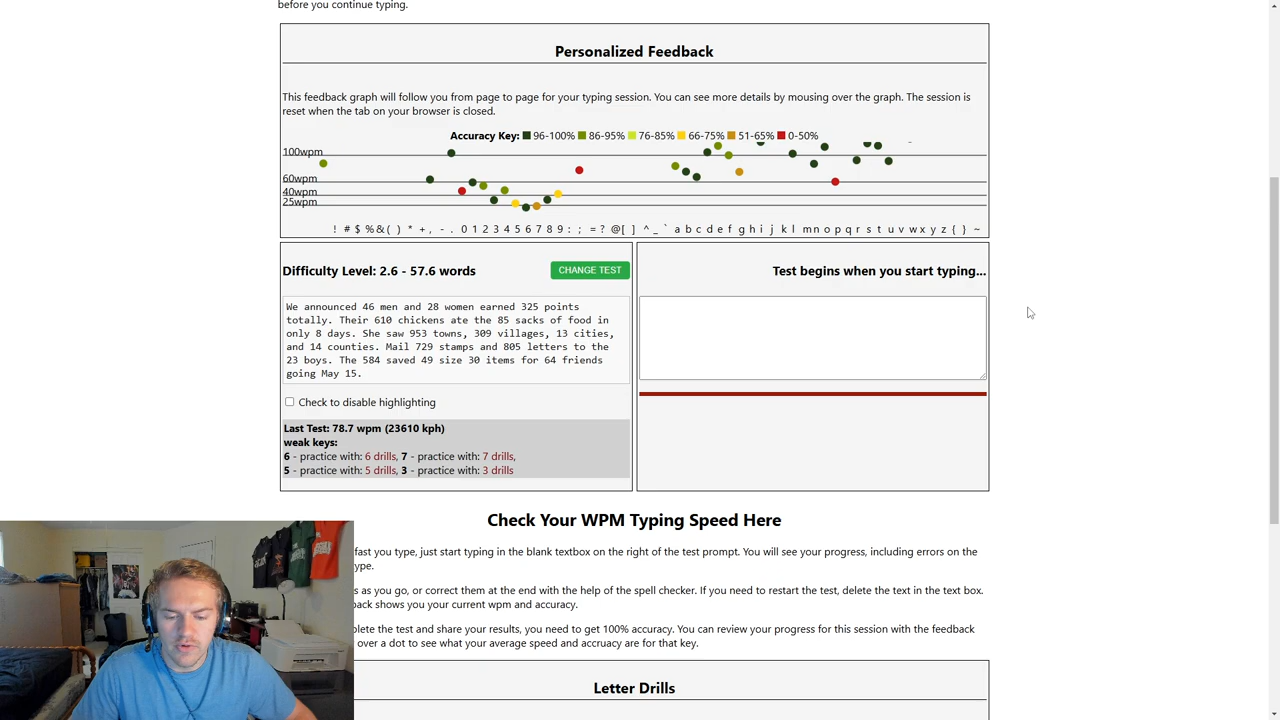 before you continue typing.
Personalized Feedback
This feedback graph will follow you from page to page for your typing session. You can see more details by mousing over the graph. The session is
reset when the tab on your browser is closed.
Accuracy Key: 96-100% 86-95% 76-85% 66-75% 51-65% 0-50%
100wpm
60wpm
40wpm
25wpm
! # $ % & ( ) * + , - . 0 1 2 3 4 5 6 7 8 9 : ; = ? @ [ ] ^ _ ` a b c d e f g h i j k l m n o p q r s t u v w x y z { } ~
Difficulty Level: 2.6 - 57.6 words
CHANGE TEST
We announced 46 men and 28 women earned 325 points
totally. Their 610 chickens ate the 85 sacks of food in
only 8 days. She saw 953 towns, 309 villages, 13 cities,
and 14 counties. Mail 729 stamps and 805 letters to the
23 boys. The 584 saved 49 size 30 items for 64 friends
going May 15.
Check to disable highlighting
Last Test: 78.7 wpm (23610 kph)
weak keys:
6 - practice with: 6 drills, 7 - practice with: 7 drills,
5 - practice with: 5 drills, 3 - practice with: 3 drills
Test begins when you start typing...
Check Your WPM Typing Speed Here
fast you type, just start typing in the blank textbox on the right of the test prompt. You will see your progress, including errors on the
ype.
s as you go, or correct them at the end with the help of the spell checker. If you need to restart the test, delete the text in the text box.
back shows you your current wpm and accuracy.
plete the test and share your results, you need to get 100% accuracy. You can review your progress for this session with the feedback
over a dot to see what your average speed and accruacy are for that key.
Letter Drills